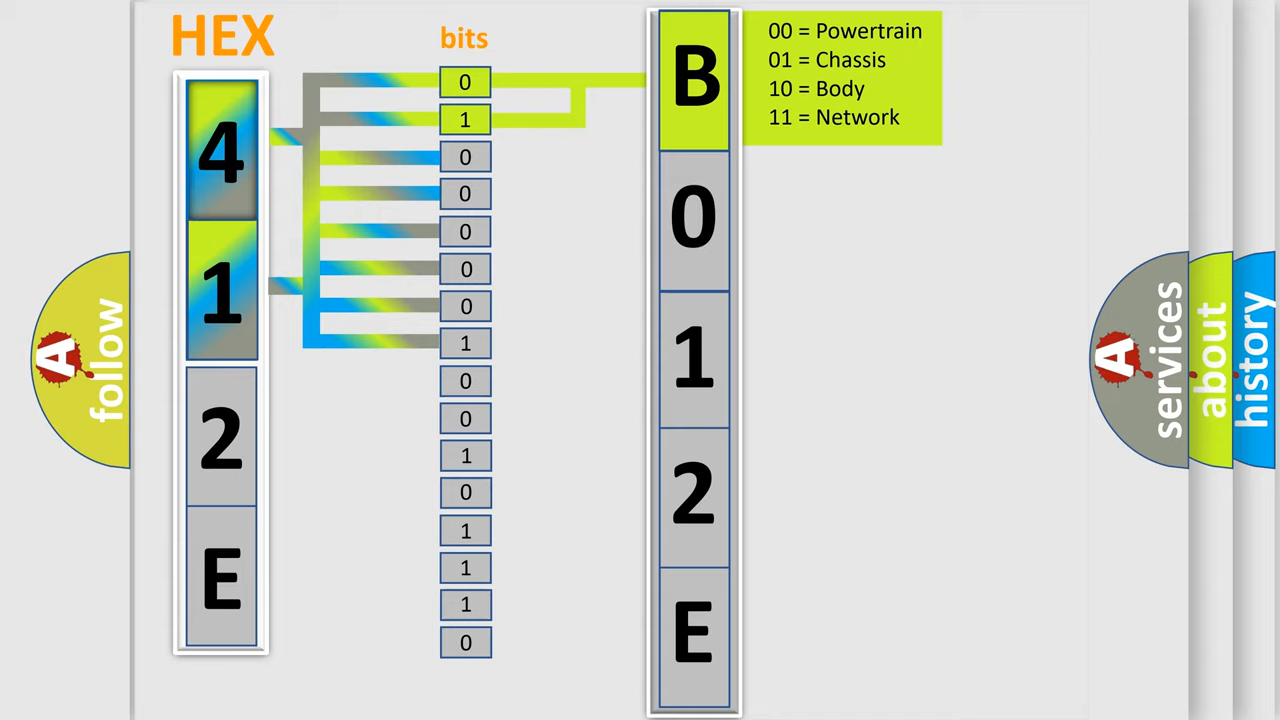 HEX
bits
4
1
2
E
0
1
0
0
0
0
0
1
0
0
1
0
1
1
1
0
B
0
1
2
E
00 = Powertrain
01 = Chassis
10 = Body
11 = Network
A
follow
A
services
about
history